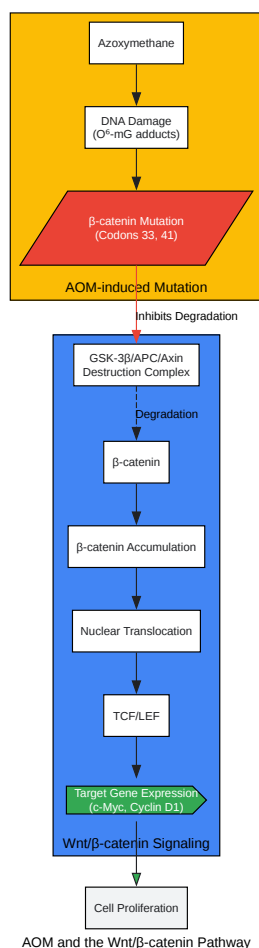 Azoxymethane
DNA Damage
(O⁶-mG adducts)
β-catenin Mutation
(Codons 33, 41)
AOM-induced Mutation
Inhibits Degradation
GSK-3β/APC/Axin
Destruction Complex
Degradation
β-catenin
β-catenin Accumulation
Nuclear Translocation
TCF/LEF
Target Gene Expression
(c-Myc, Cyclin D1)
Wnt/β-catenin Signaling
Cell Proliferation
AOM and the Wnt/β-catenin Pathway